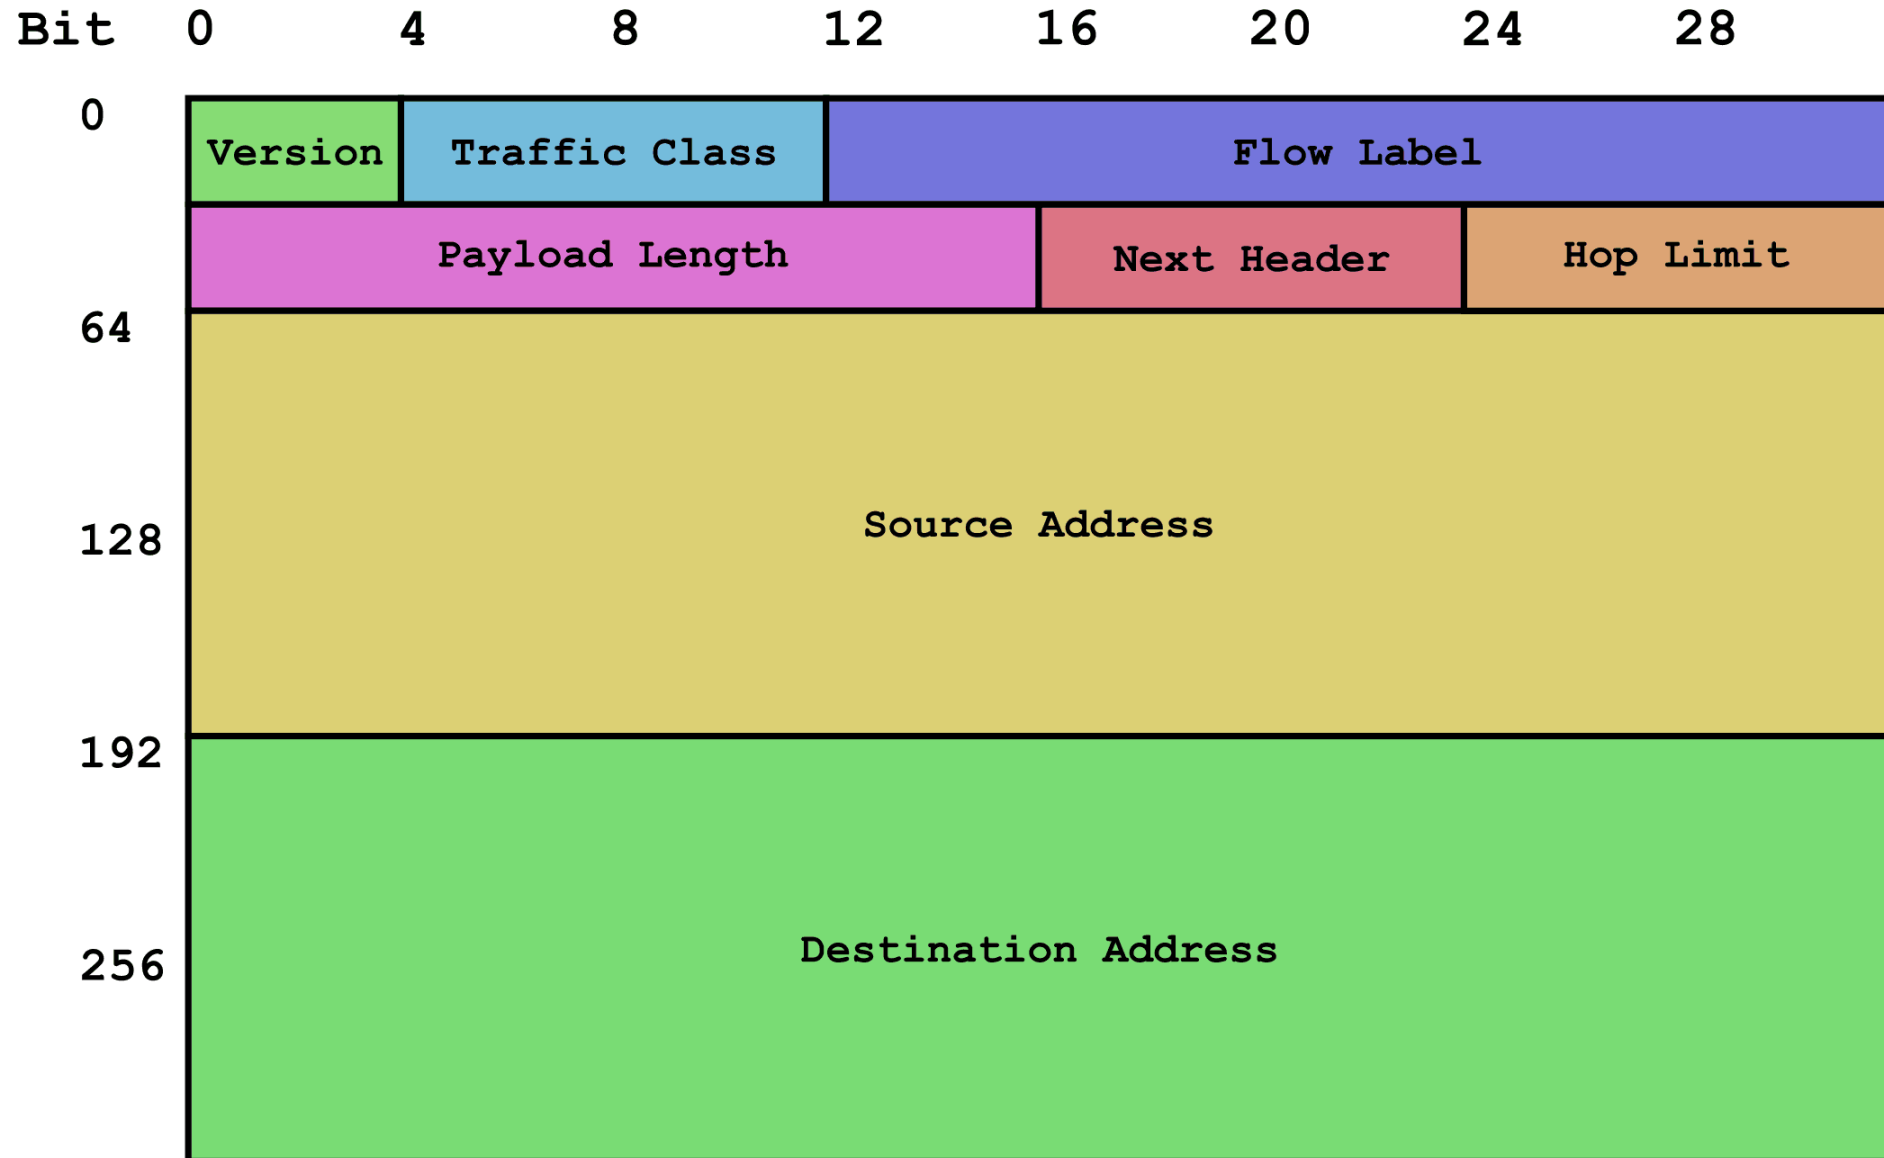 Bit 0 4 8 12 16 20 24 28
0
Version Traffic Class Flow Label
Payload Length Next Header Hop Limit
64
Source Address
128
192
Destination Address
256